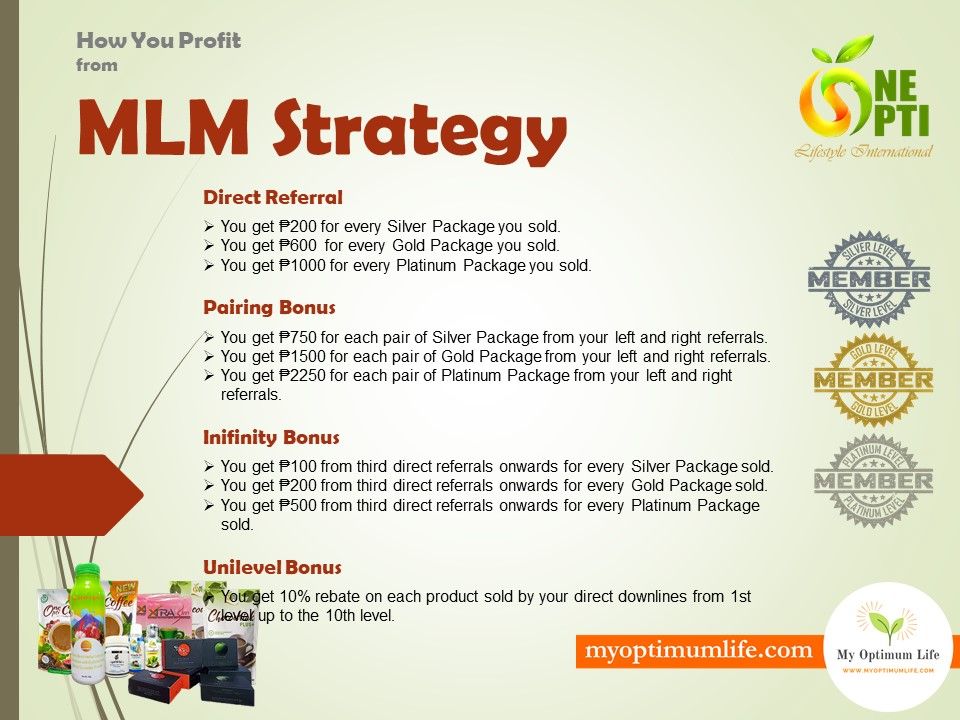 How You Profit
from
MLM Strategy
NE
PTI
Lifestyle International
Direct Referral
➢ You get ₱200 for every Silver Package you sold.
➢ You get ₱600 for every Gold Package you sold.
➢ You get ₱1000 for every Platinum Package you sold.
SILVER LEVEL
MEMBER
SILVER LEVEL
Pairing Bonus
➢ You get ₱750 for each pair of Silver Package from your left and right referrals.
➢ You get ₱1500 for each pair of Gold Package from your left and right referrals.
➢ You get ₱2250 for each pair of Platinum Package from your left and right
referrals.
GOLD LEVEL
MEMBER
GOLD LEVEL
Inifinity Bonus
➢ You get ₱100 from third direct referrals onwards for every Silver Package sold.
➢ You get ₱200 from third direct referrals onwards for every Gold Package sold.
➢ You get ₱500 from third direct referrals onwards for every Platinum Package
sold.
PLATINUM LEVEL
MEMBER
PLATINUM LEVEL
Unilevel Bonus
➢ You get 10% rebate on each product sold by your direct downlines from 1st
level up to the 10th level.
NEW
Coffee
myoptimumlife.com
My Optimum Life
WWW.MYOPTIMUMLIFE.COM